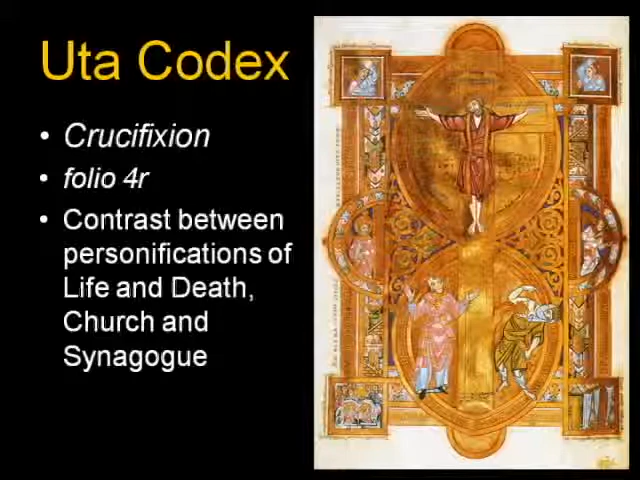 Uta Codex
• Crucifixion
• folio 4r
• Contrast between
personifications of
Life and Death,
Church and
Synagogue